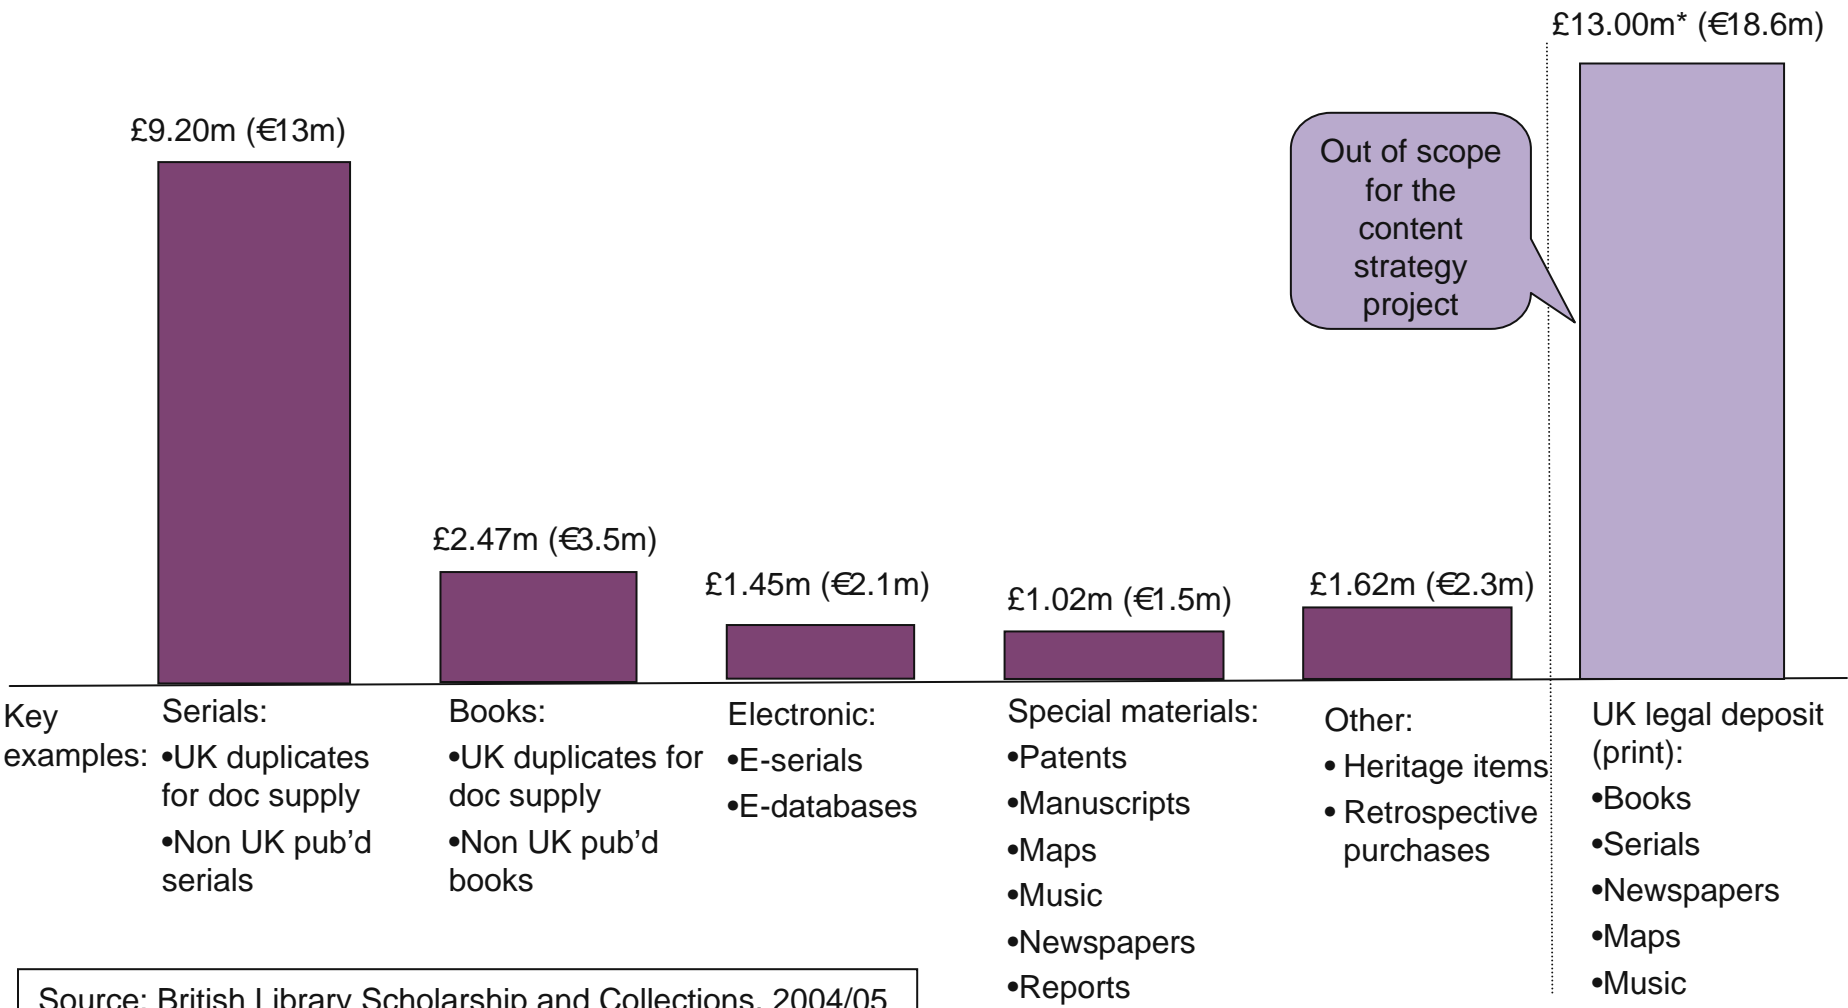 £13.00m* (€18.6m)
£9.20m (€13m)
Out of scope
for the
content
strategy
project
£2.47m (€3.5m)
£1.45m (€2.1m)
£1.02m (€1.5m)
£1.62m (€2.3m)
Key
examples:
Serials:
•UK duplicates
for doc supply
•Non UK pub’d
serials
Books:
•UK duplicates for
doc supply
•Non UK pub’d
books
Electronic:
•E-serials
•E-databases
Special materials:
•Patents
•Manuscripts
•Maps
•Music
•Newspapers
•Reports
Other:
• Heritage items
• Retrospective
purchases
UK legal deposit
(print):
•Books
•Serials
•Newspapers
•Maps
•Music
Source: British Library Scholarship and Collections, 2004/05